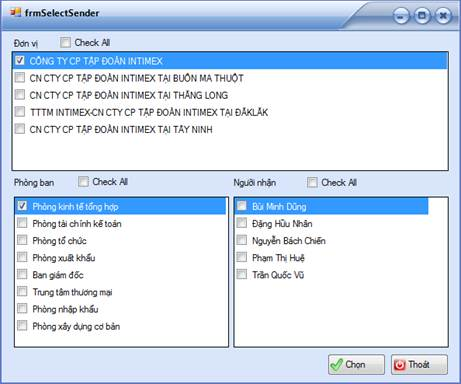 frmSelectSender
Đơn vị Check All
CÔNG TY CP TẬP ĐOÀN INTIMEX
CN CTY CP TẬP ĐOÀN INTIMEX TẠI BUÔN MA THUỘT
CN CTY CP TẬP ĐOÀN INTIMEX TẠI THĂNG LONG
TTTM INTIMEX-CN CTY CP TẬP ĐOÀN INTIMEX TẠI ĐĂKLĂK
CN CTY CP TẬP ĐOÀN INTIMEX TẠI TÂY NINH
Phòng ban Check All
Phòng kinh tế tổng hợp
Phòng tài chính kế toán
Phòng tổ chức
Phòng xuất khẩu
Ban giám đốc
Trung tâm thương mại
Phòng nhập khẩu
Phòng xây dựng cơ bản
Người nhận Check All
Bùi Minh Dũng
Đặng Hữu Nhân
Nguyễn Bách Chiến
Phạm Thị Huệ
Trần Quốc Vũ
Chọn Thoát